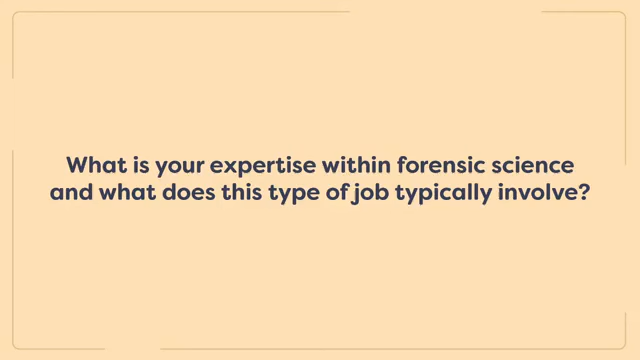 What is your expertise within forensic science
and what does this type of job typically involve?